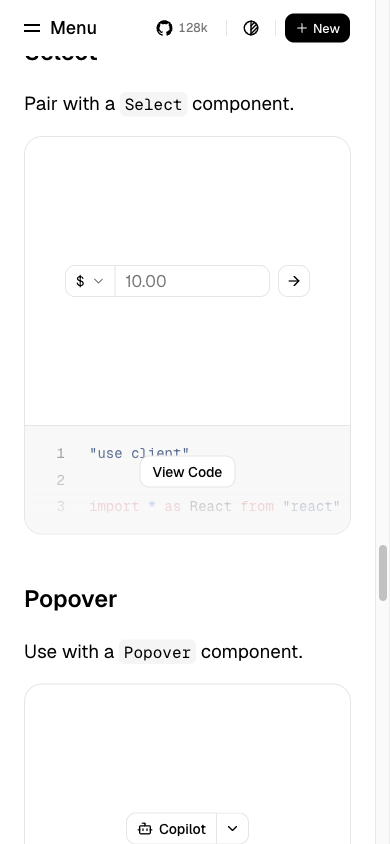 Menu
128k
New
Select
Pair with a Select component.
$
10.00
1 "use client"
2
View Code
3 import * as React from "react"
Popover
Use with a Popover component.
Copilot